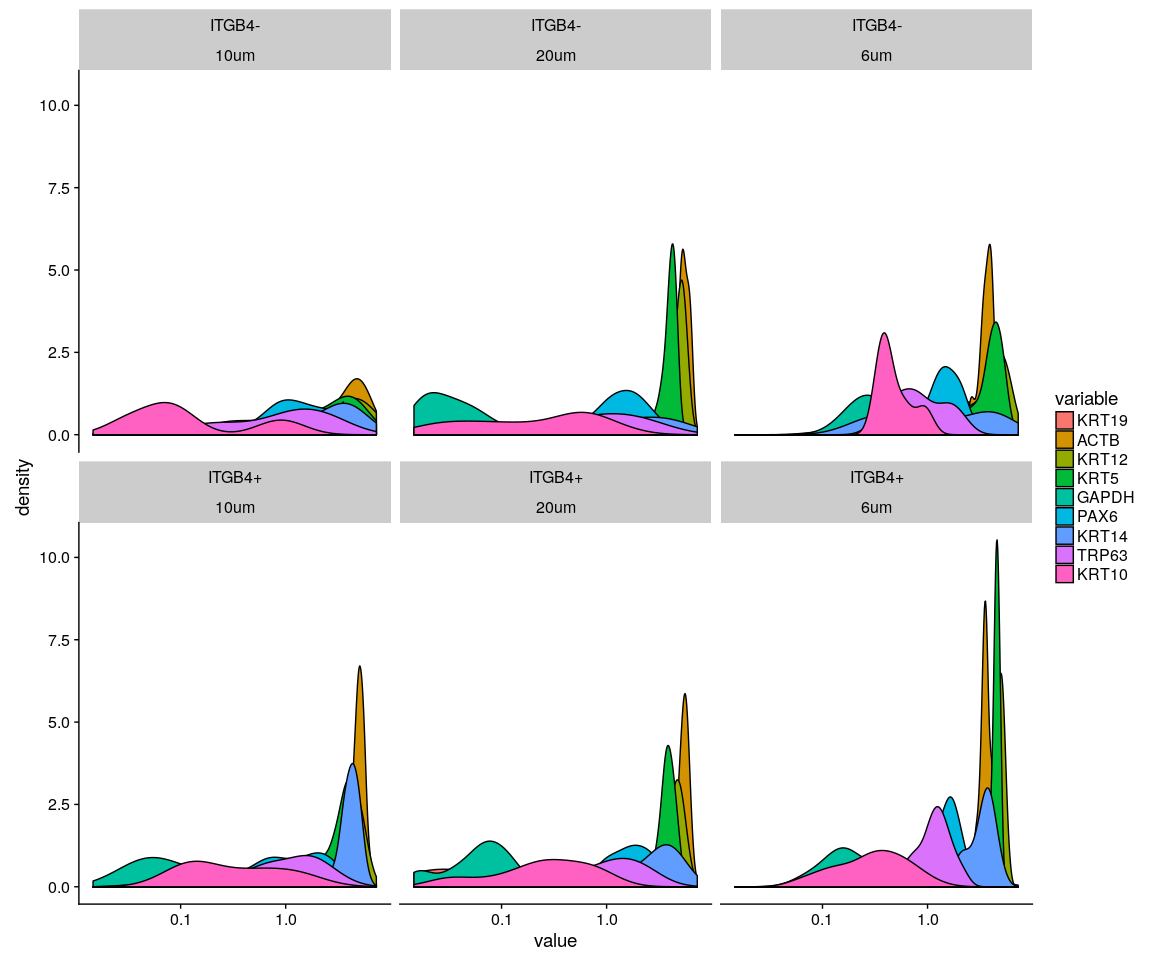 ITGB4-
10um
ITGB4-
20um
ITGB4-
6um
10.0
7.5
5.0
2.5
0.0
ITGB4+
10um
ITGB4+
20um
ITGB4+
6um
10.0
7.5
5.0
2.5
0.0
0.1
1.0
0.1
1.0
0.1
1.0
value
density
variable
KRT19
ACTB
KRT12
KRT5
GAPDH
PAX6
KRT14
TRP63
KRT10